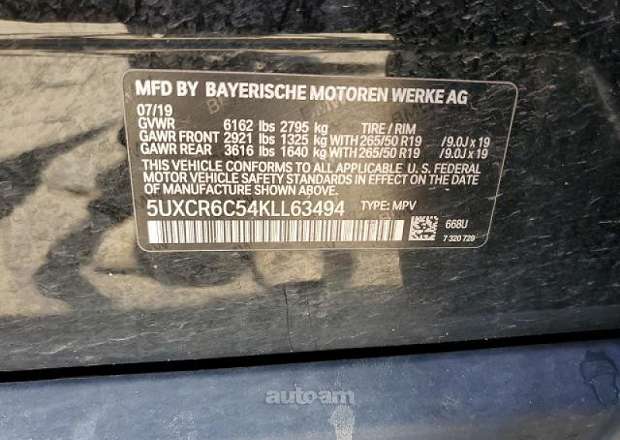 MFD BY BAYERISCHE MOTOREN WERKE AG
07/19
GVWR 6162 lbs 2795 kg TIRE / RIM
GAWR FRONT 2921 lbs 1325 kg WITH 265/50 R19 /9.0J x 19
GAWR REAR 3616 lbs 1640 kg WITH 265/50 R19 /9.0J x 19
THIS VEHICLE CONFORMS TO ALL APPLICABLE U. S. FEDERAL
MOTOR VEHICLE SAFETY STANDARDS IN EFFECT ON THE
DATE OF MANUFACTURE SHOWN ABOVE.
5UXCR6C54KLL63494 TYPE: MPV
668U
7 320 729
auto-am